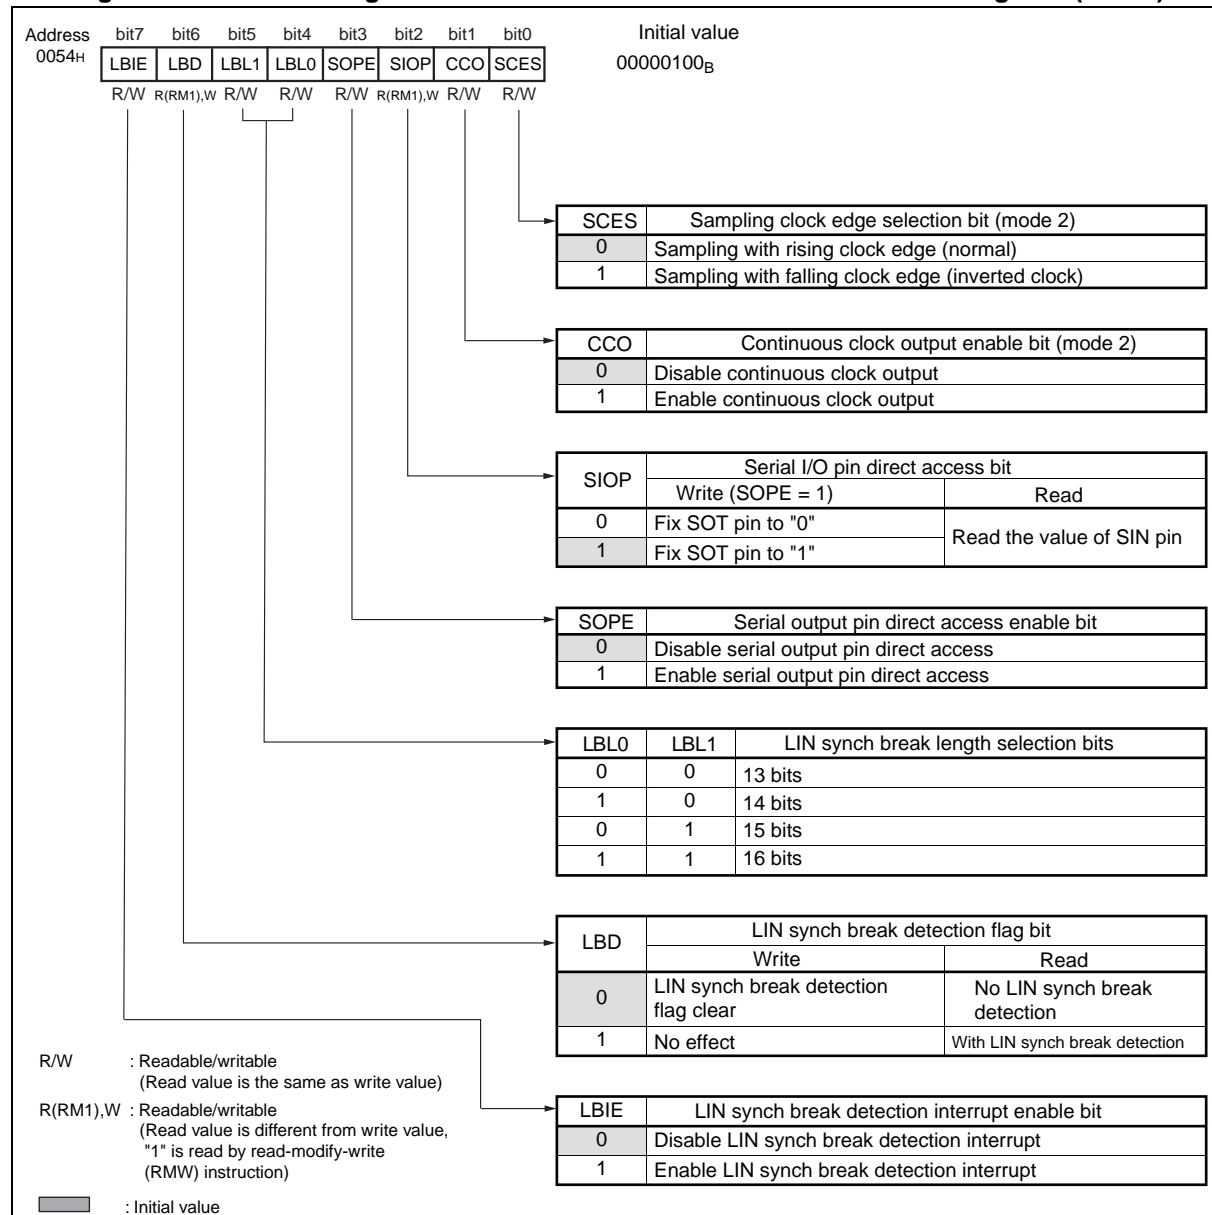 Address bit7 bit6 bit5 bit4 bit3 bit2 bit1 bit0 Initial value
0054H LBIE LBD LBL1 LBL0 SOPE SIOP CCO SCES 00000100B
R/W R(RM1),W R/W R/W R/W R(RM1),W R/W R/W
SCES Sampling clock edge selection bit (mode 2)
0 Sampling with rising clock edge (normal)
1 Sampling with falling clock edge (inverted clock)
CCO Continuous clock output enable bit (mode 2)
0 Disable continuous clock output
1 Enable continuous clock output
SIOP Serial I/O pin direct access bit
Write (SOPE = 1) Read
0 Fix SOT pin to "0" Read the value of SIN pin
1 Fix SOT pin to "1"
SOPE Serial output pin direct access enable bit
0 Disable serial output pin direct access
1 Enable serial output pin direct access
LBL0 LBL1 LIN synch break length selection bits
0 0 13 bits
1 0 14 bits
0 1 15 bits
1 1 16 bits
LBD LIN synch break detection flag bit
Write Read
0 LIN synch break detection flag clear No LIN synch break detection
1 No effect With LIN synch break detection
LBIE LIN synch break detection interrupt enable bit
0 Disable LIN synch break detection interrupt
1 Enable LIN synch break detection interrupt
R/W : Readable/writable
(Read value is the same as write value)
R(RM1),W : Readable/writable
(Read value is different from write value,
"1" is read by read-modify-write
(RMW) instruction)
: Initial value